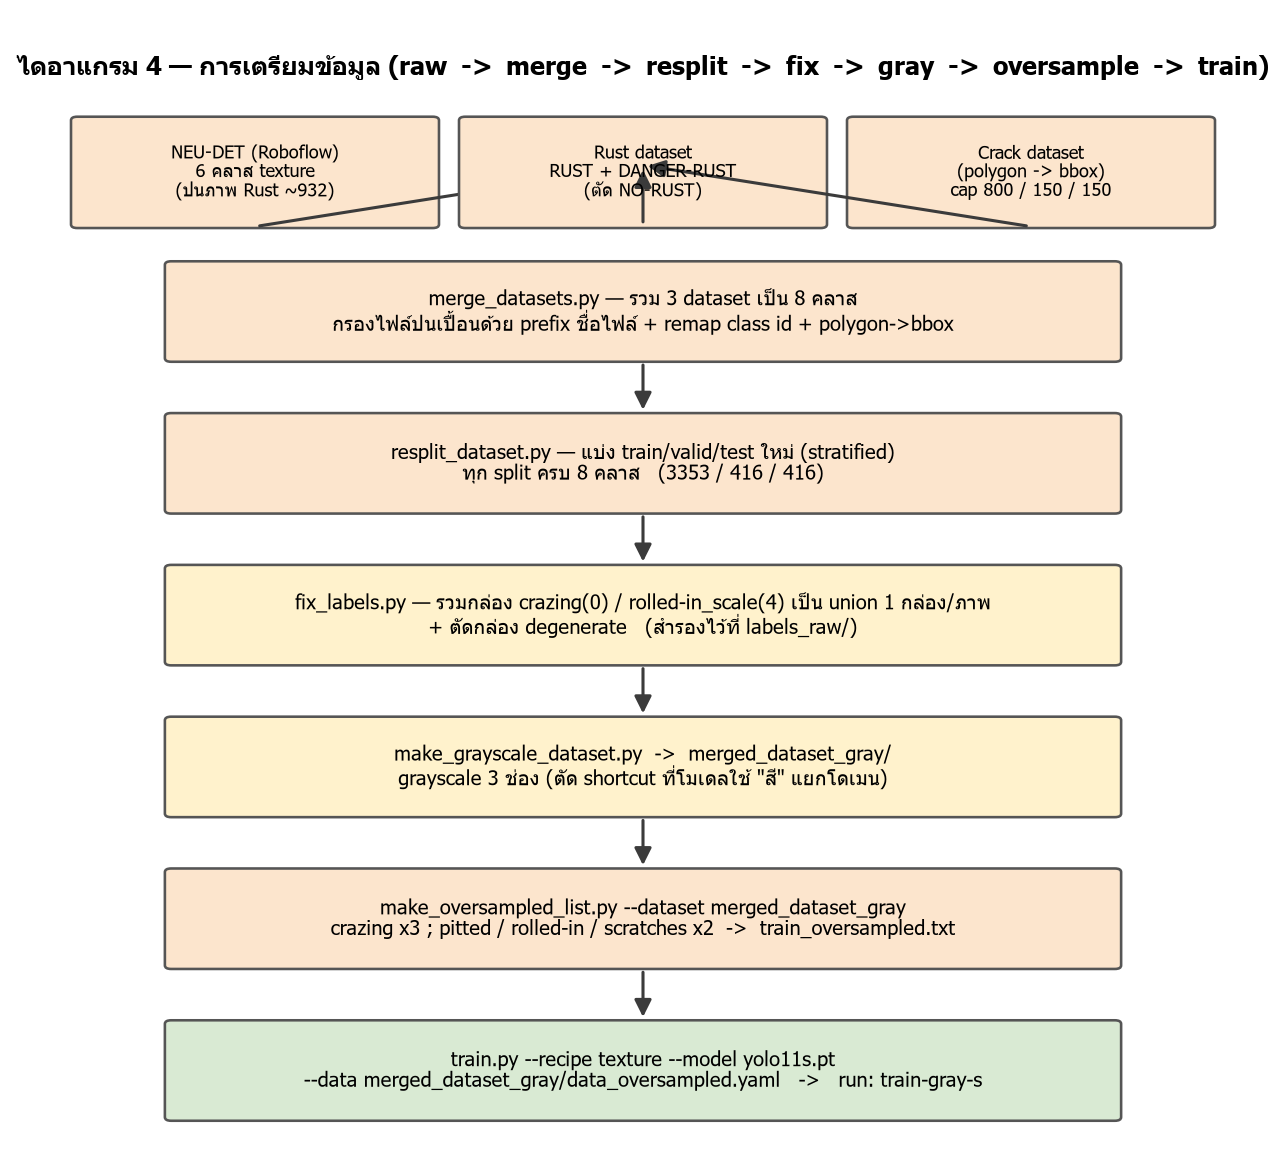 ไดอาแกรม 4 — การเตรียมข้อมูล (raw -> merge -> resplit -> fix -> gray -> oversample -> train)
NEU-DET (Roboflow)
6 คลาส texture
(ปนภาพ Rust ~932)
Rust dataset
RUST + DANGER-RUST
(ตัด NO-RUST)
Crack dataset
(polygon -> bbox)
cap 800 / 150 / 150
merge_datasets.py — รวม 3 dataset เป็น 8 คลาส
กรองไฟล์ปนเปื้อนด้วย prefix ชื่อไฟล์ + remap class id + polygon->bbox
resplit_dataset.py — แบ่ง train/valid/test ใหม่ (stratified)
ทุก split ครบ 8 คลาส (3353 / 416 / 416)
fix_labels.py — รวมกล่อง crazing(0) / rolled-in_scale(4) เป็น union 1 กล่อง/ภาพ
+ ตัดกล่อง degenerate (สำรองไว้ที่ labels_raw/)
make_grayscale_dataset.py -> merged_dataset_gray/
grayscale 3 ช่อง (ตัด shortcut ที่โมเดลใช้ "สี" แยกโดเมน)
make_oversampled_list.py --dataset merged_dataset_gray
crazing x3 ; pitted / rolled-in / scratches x2 -> train_oversampled.txt
train.py --recipe texture --model yolo11s.pt
--data merged_dataset_gray/data_oversampled.yaml -> run: train-gray-s